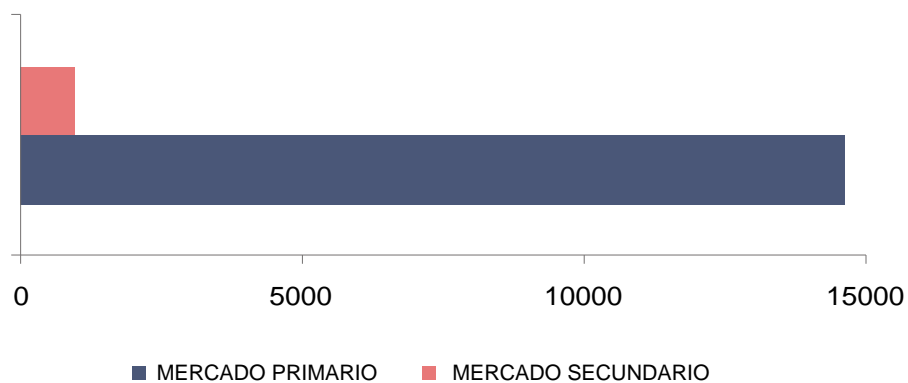 0 5000 10000 15000
MERCADO PRIMARIO MERCADO SECUNDARIO